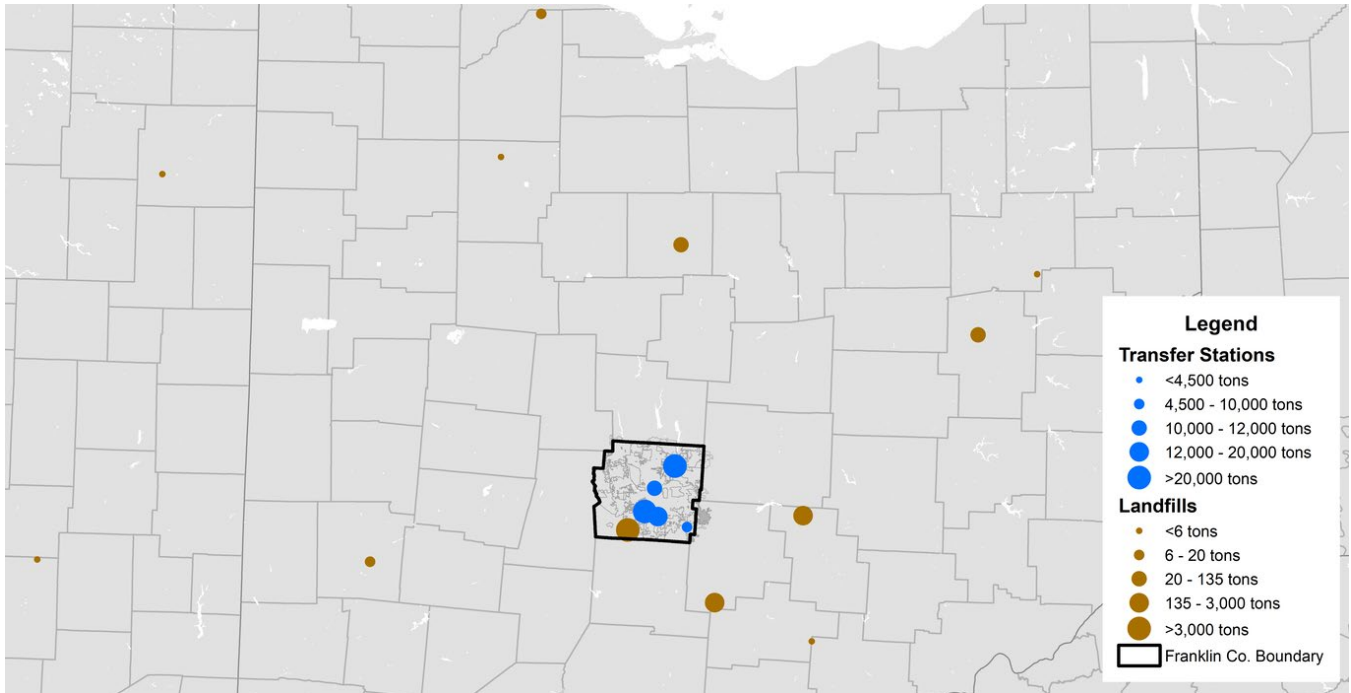 Legend
Transfer Stations
<4,500 tons
4,500 - 10,000 tons
10,000 - 12,000 tons
12,000 - 20,000 tons
>20,000 tons
Landfills
<6 tons
6 - 20 tons
20 - 135 tons
135 - 3,000 tons
>3,000 tons
Franklin Co. Boundary